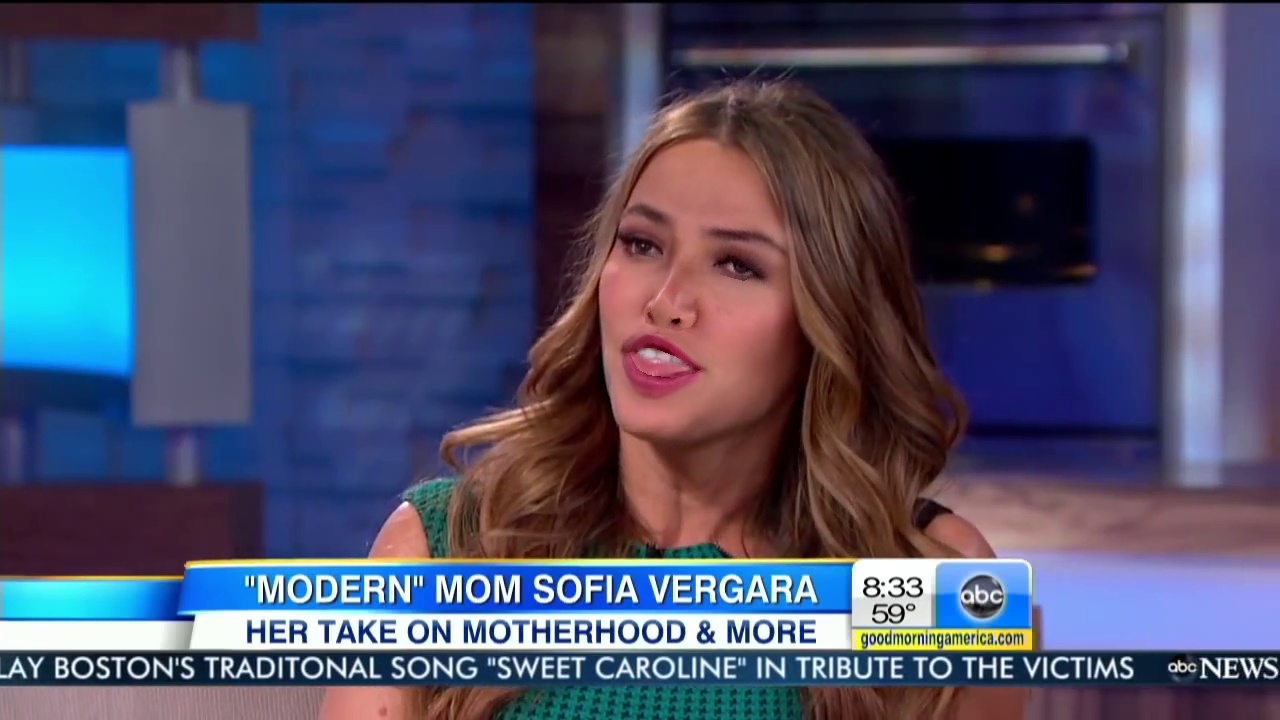 "MODERN" MOM SOFIA VERGARA
HER TAKE ON MOTHERHOOD & MORE
8:33
59°
abc
goodmorningamerica.com
LAY BOSTON'S TRADITONAL SONG "SWEET CAROLINE" IN TRIBUTE TO THE VICTIMS
abc NEWS